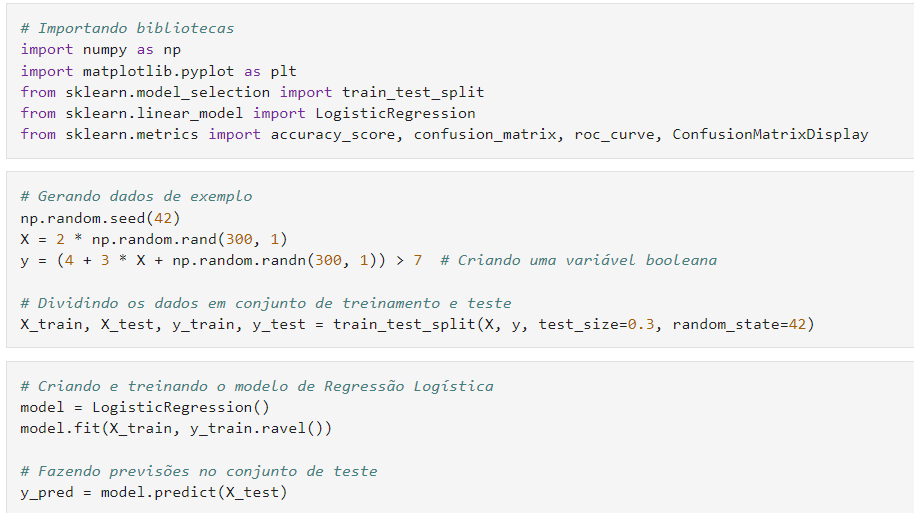 # Importando bibliotecas
import numpy as np
import matplotlib.pyplot as plt
from sklearn.model_selection import train_test_split
from sklearn.linear_model import LogisticRegression
from sklearn.metrics import accuracy_score, confusion_matrix, roc_curve, ConfusionMatrixDisplay
# Gerando dados de exemplo
np.random.seed(42)
X = 2 * np.random.rand(300, 1)
y = (4 + 3 * X + np.random.randn(300, 1)) > 7  # Criando uma variável booleana
# Dividindo os dados em conjunto de treinamento e teste
X_train, X_test, y_train, y_test = train_test_split(X, y, test_size=0.3, random_state=42)
# Criando e treinando o modelo de Regressão Logística
model = LogisticRegression()
model.fit(X_train, y_train.ravel())
# Fazendo previsões no conjunto de teste
y_pred = model.predict(X_test)